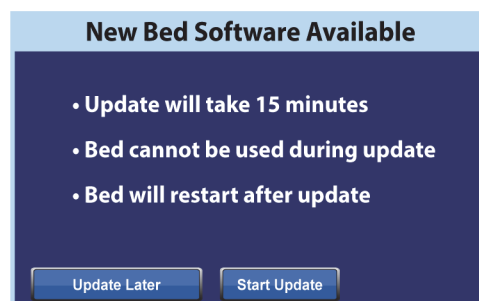 New Bed Software Available
• Update will take 15 minutes
• Bed cannot be used during update
• Bed will restart after update
Update Later Start Update